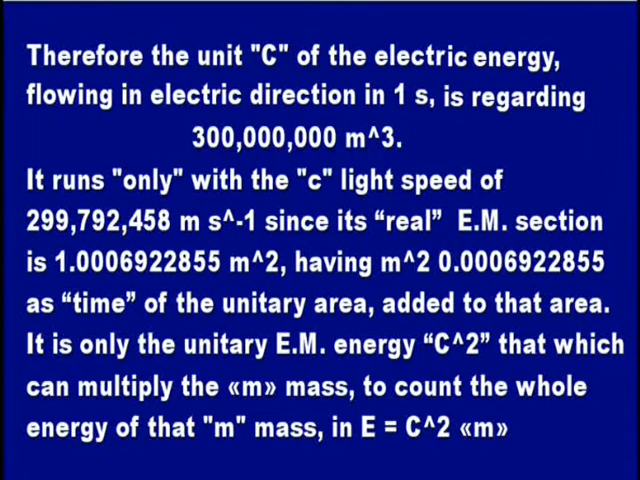 Therefore the unit "C" of the electric energy,
flowing in electric direction in 1 s, is regarding
300,000,000 m^3.
It runs "only" with the "c" light speed of
299,792,458 m s^-1 since its “real” E.M. section
is 1.0006922855 m^2, having m^2 0.0006922855
as “time” of the unitary area, added to that area.
It is only the unitary E.M. energy “C^2” that which
can multiply the «m» mass, to count the whole
energy of that "m" mass, in E = C^2 «m»